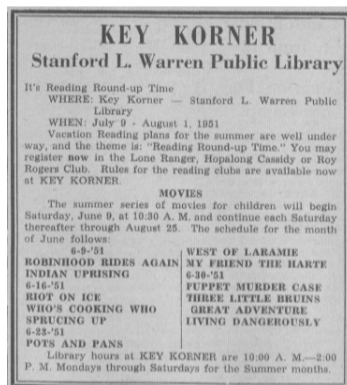 KEY KORNER
Stanford L. Warren Public Library
It's Reading Round-up Time
WHERE: Key Korner — Stanford L. Warren Public
Library
WHEN: July 9 - August 1, 1951
Vacation Reading plans for the summer are well under
way, and the theme is: "Reading Round-up Time." You may
register now in the Lone Ranger, Hopalong Cassidy or Roy
Rogers Club. Rules for the reading clubs are available now
at KEY KORNER.
MOVIES
The summer series of movies for children will begin
Saturday, June 9, at 10:30 A. M. and continue each Saturday
thereafter through August 25. The schedule for the month
of June follows:
6-9-'51
ROBINHOOD RIDES AGAIN
INDIAN UPRISING
6-16-'51
RIOT ON ICE
WHO'S COOKING WHO
SPRUCING UP
6-23-'51
POTS AND PANS
WEST OF LARAMIE
MY FRIEND THE HARTE
6-30-'51
PUPPET MURDER CASE
THREE LITTLE BRUINS
GREAT ADVENTURE
LIVING DANGEROUSLY
Library hours at KEY KORNER are 10:00 A. M.—2:00
P. M. Mondays through Saturdays for the Summer months.